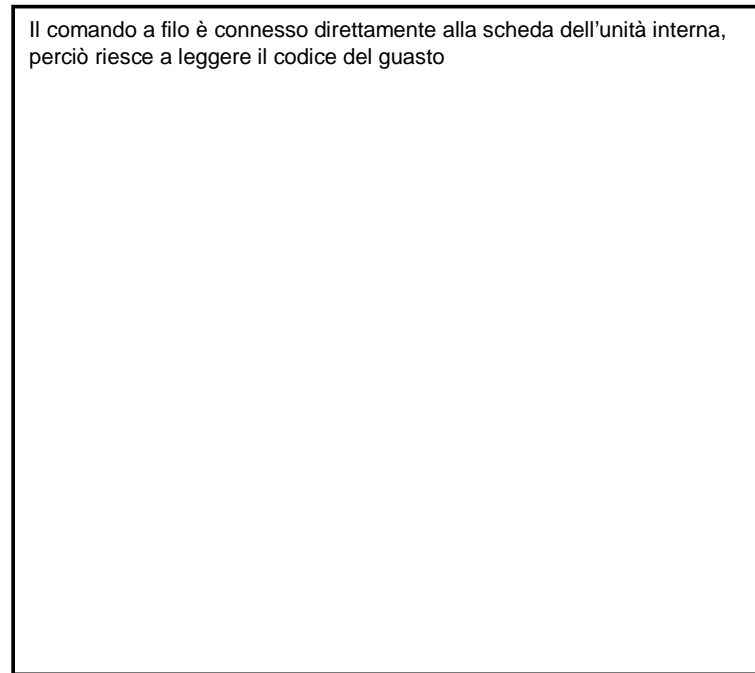 Il comando a filo è connesso direttamente alla scheda dell'unità interna,
perciò riesce a leggere il codice del guasto